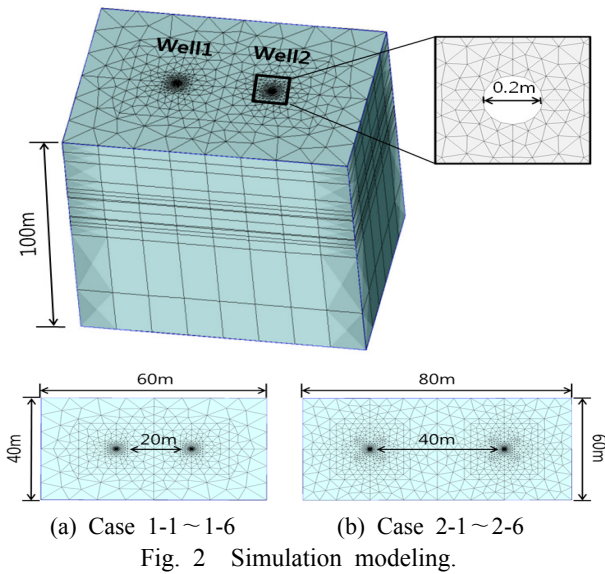 Well1
Well2
0.2m
100m
60m
80m
40m
20m
40m
60m
(a) Case 1-1～1-6
(b) Case 2-1～2-6
Fig. 2 Simulation modeling.